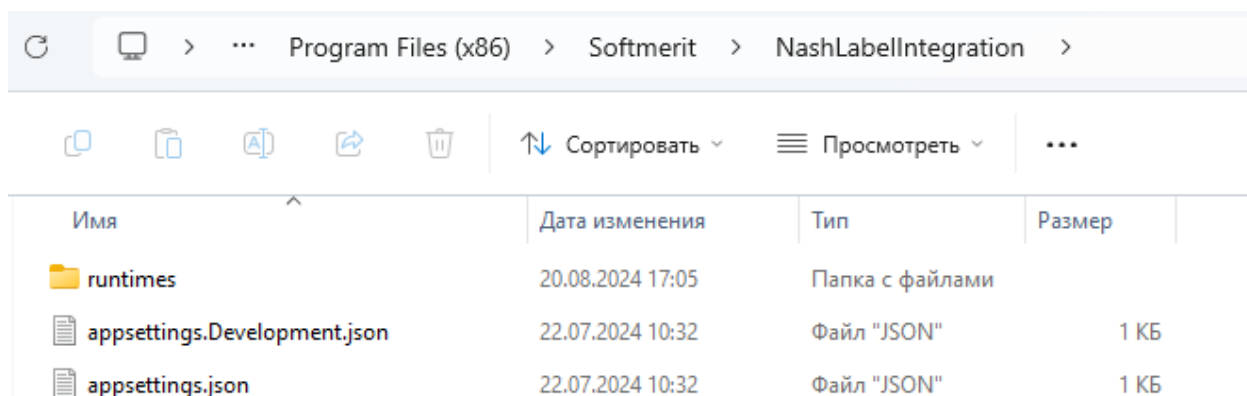 Program Files (x86) > Softmerit > NashLabelIntegration >
Сортировать Просмотреть
Имя Дата изменения Тип Размер
runtimes 20.08.2024 17:05 Папка с файлами
appsettings.Development.json 22.07.2024 10:32 Файл "JSON" 1 КБ
appsettings.json 22.07.2024 10:32 Файл "JSON" 1 КБ